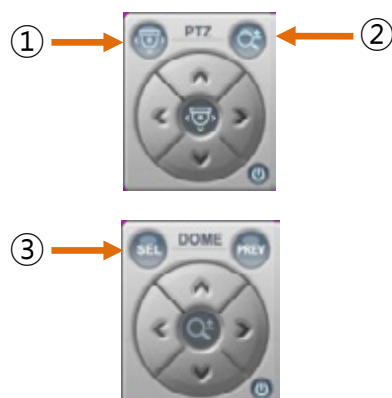 ① PTZ ②
③ SEL DOME PREV